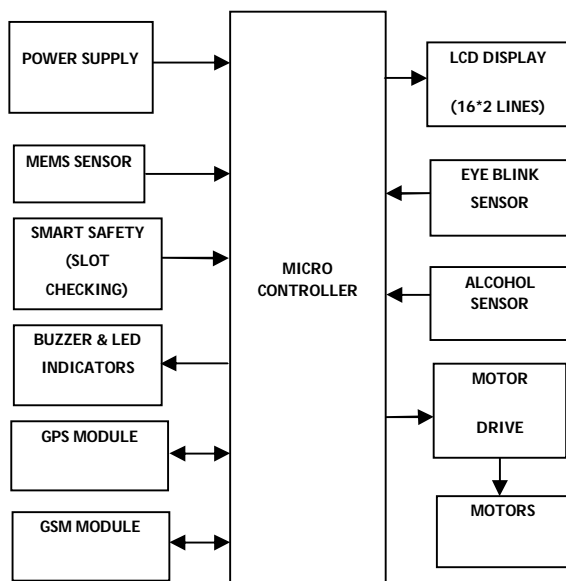 POWER SUPPLY
MEMS SENSOR
SMART SAFETY
(SLOT
CHECKING)
BUZZER & LED
INDICATORS
GPS MODULE
GSM MODULE
MICRO
CONTROLLER
LCD DISPLAY
(16*2 LINES)
EYE BLINK
SENSOR
ALCOHOL
SENSOR
MOTOR
DRIVE
MOTORS